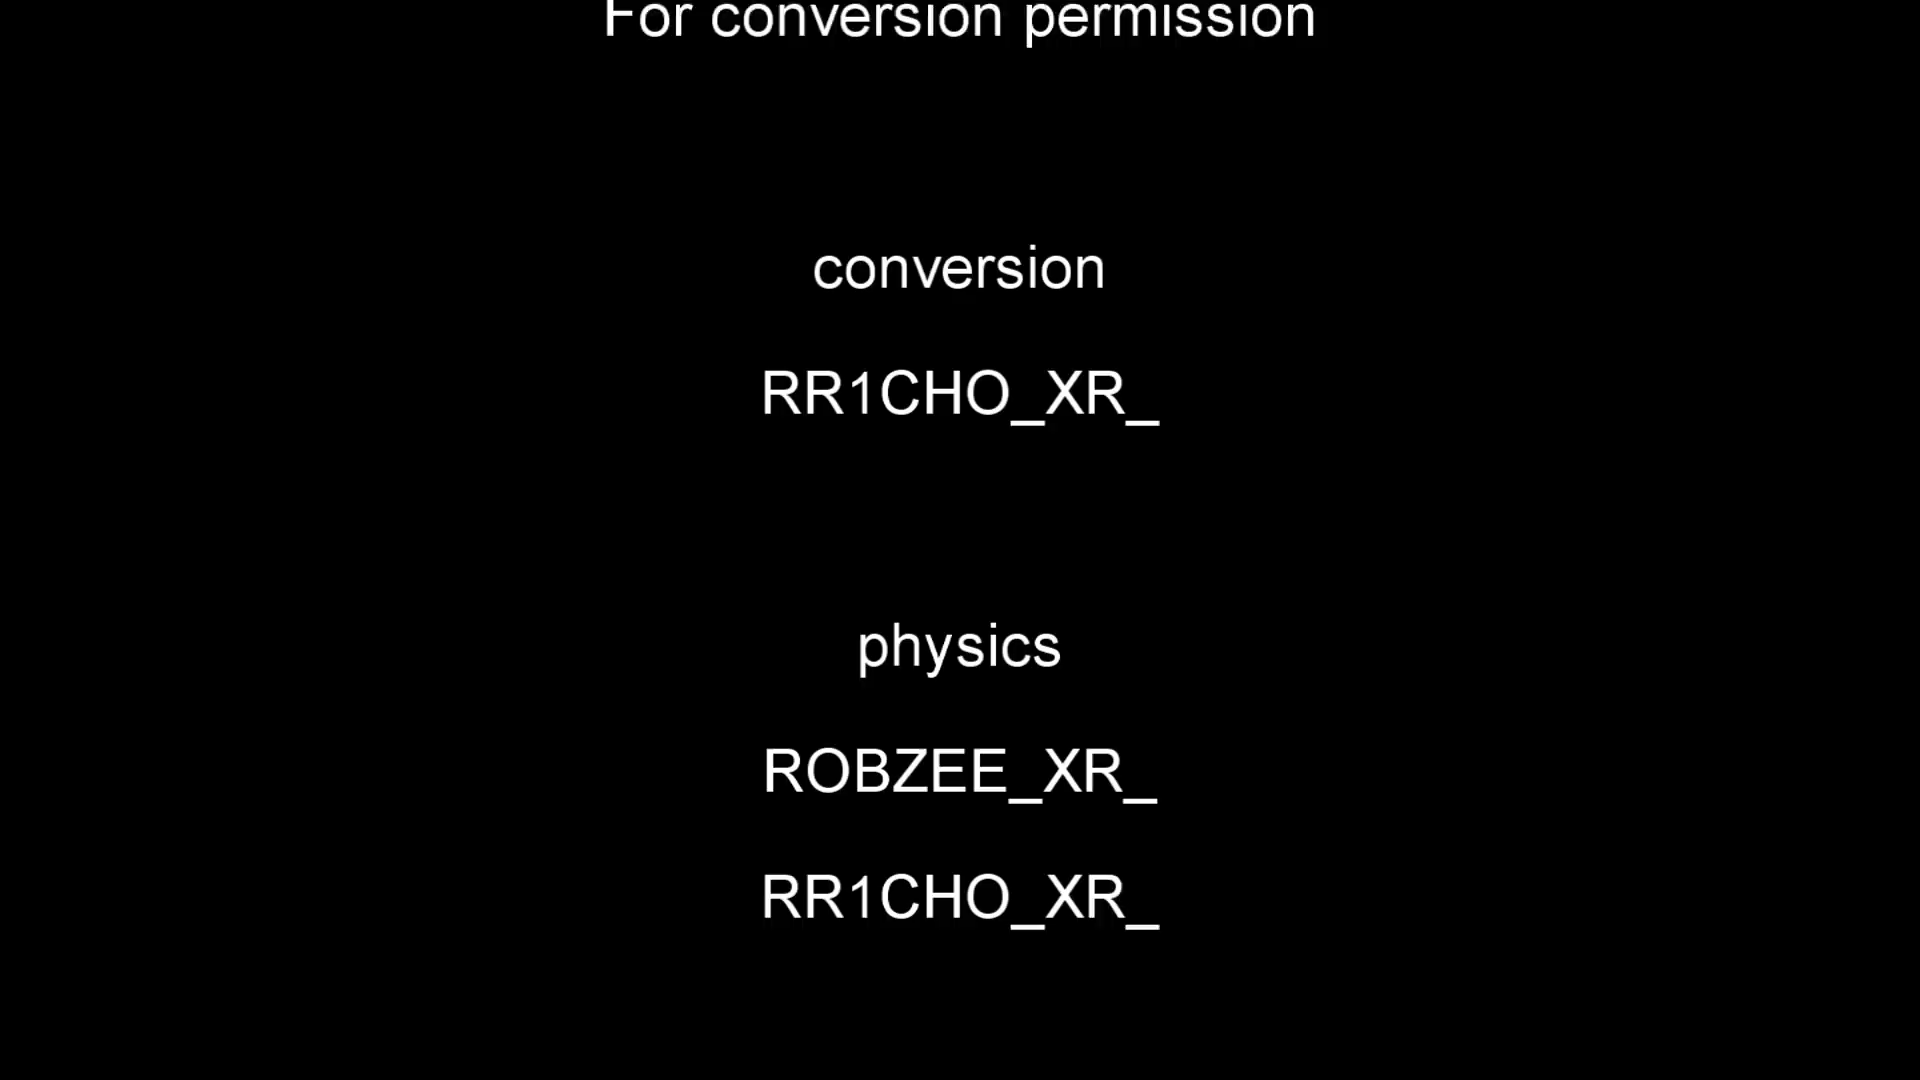 For conversion permission
conversion
RR1CHO_XR_
physics
ROBZEE_XR_
RR1CHO_XR_